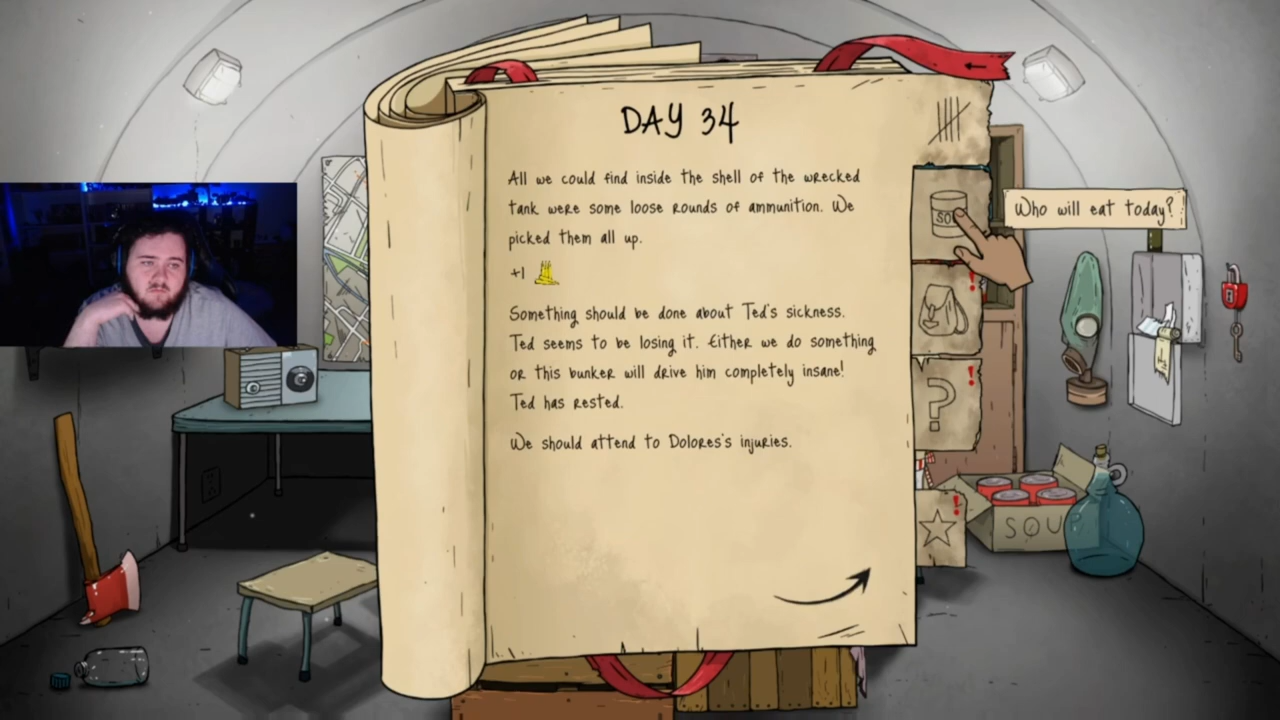 DAY 34
All we could find inside the shell of the wrecked
tank were some loose rounds of ammunition. We
picked them all up.
+1
Something should be done about Ted's sickness.
Ted seems to be losing it. Either we do something
or this bunker will drive him completely insane!
Ted has rested.
We should attend to Dolores's injuries.
Who will eat today?
SO
!
!
?
!
SOUP